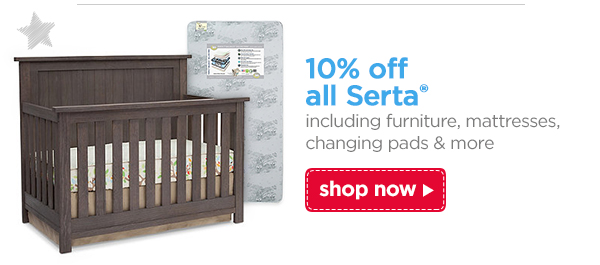 10% off
all Serta®
including furniture, mattresses,
changing pads & more
shop now